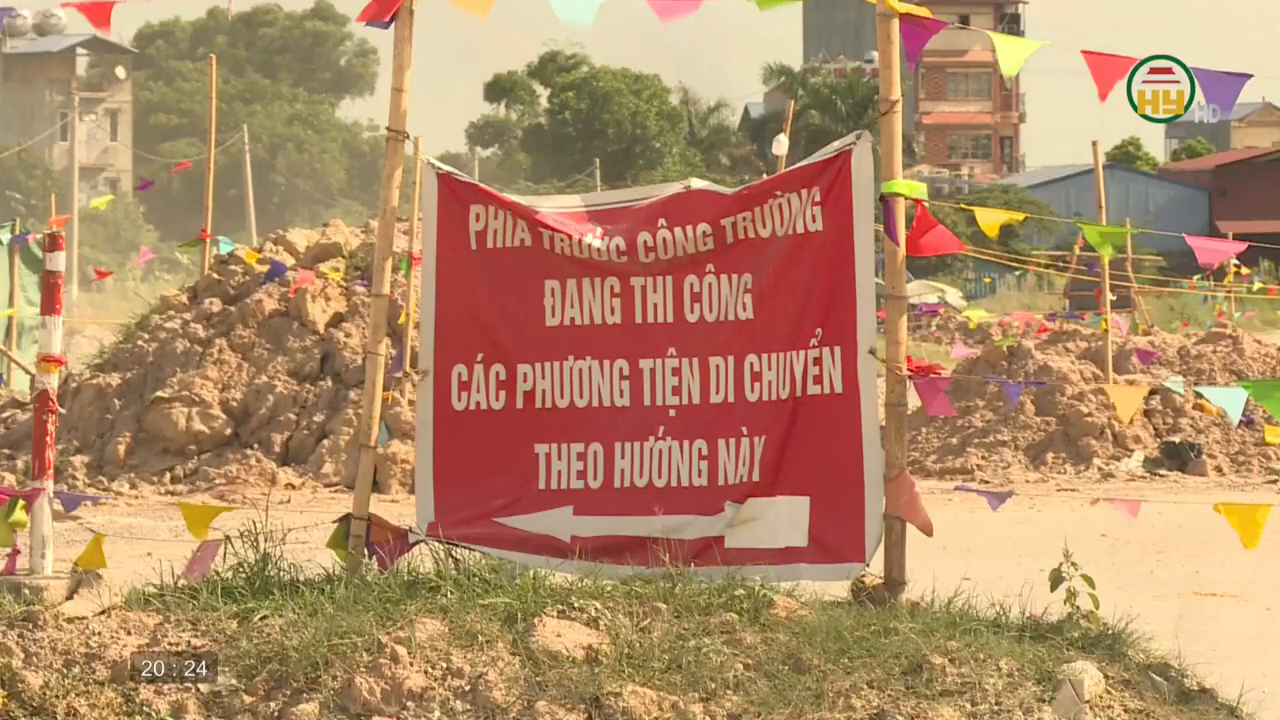 HY HD
PHÍA TRƯỚC CÔNG TRƯỜNG
ĐANG THI CÔNG
CÁC PHƯƠNG TIỆN DI CHUYỂN
THEO HƯỚNG NÀY
20 : 24